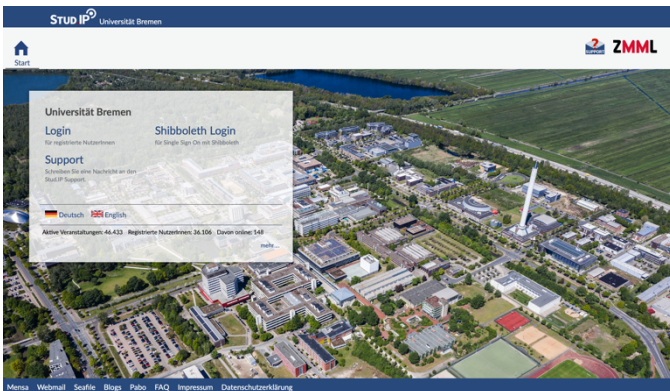 STUD IP Universität Bremen
Start
SUPPORT ZMML
Universität Bremen
Login
für registrierte NutzerInnen
Shibboleth Login
für Single Sign On mit Shibboleth
Support
Schreiben Sie eine Nachricht an den
Stud.IP Support.
Deutsch English
Aktive Veranstaltungen: 46.433 Registrierte NutzerInnen: 36.106 Davon online: 548
mehr...
Mensa Webmail Seafile Blogs Pabo FAQ Impressum Datenschutzerklärung